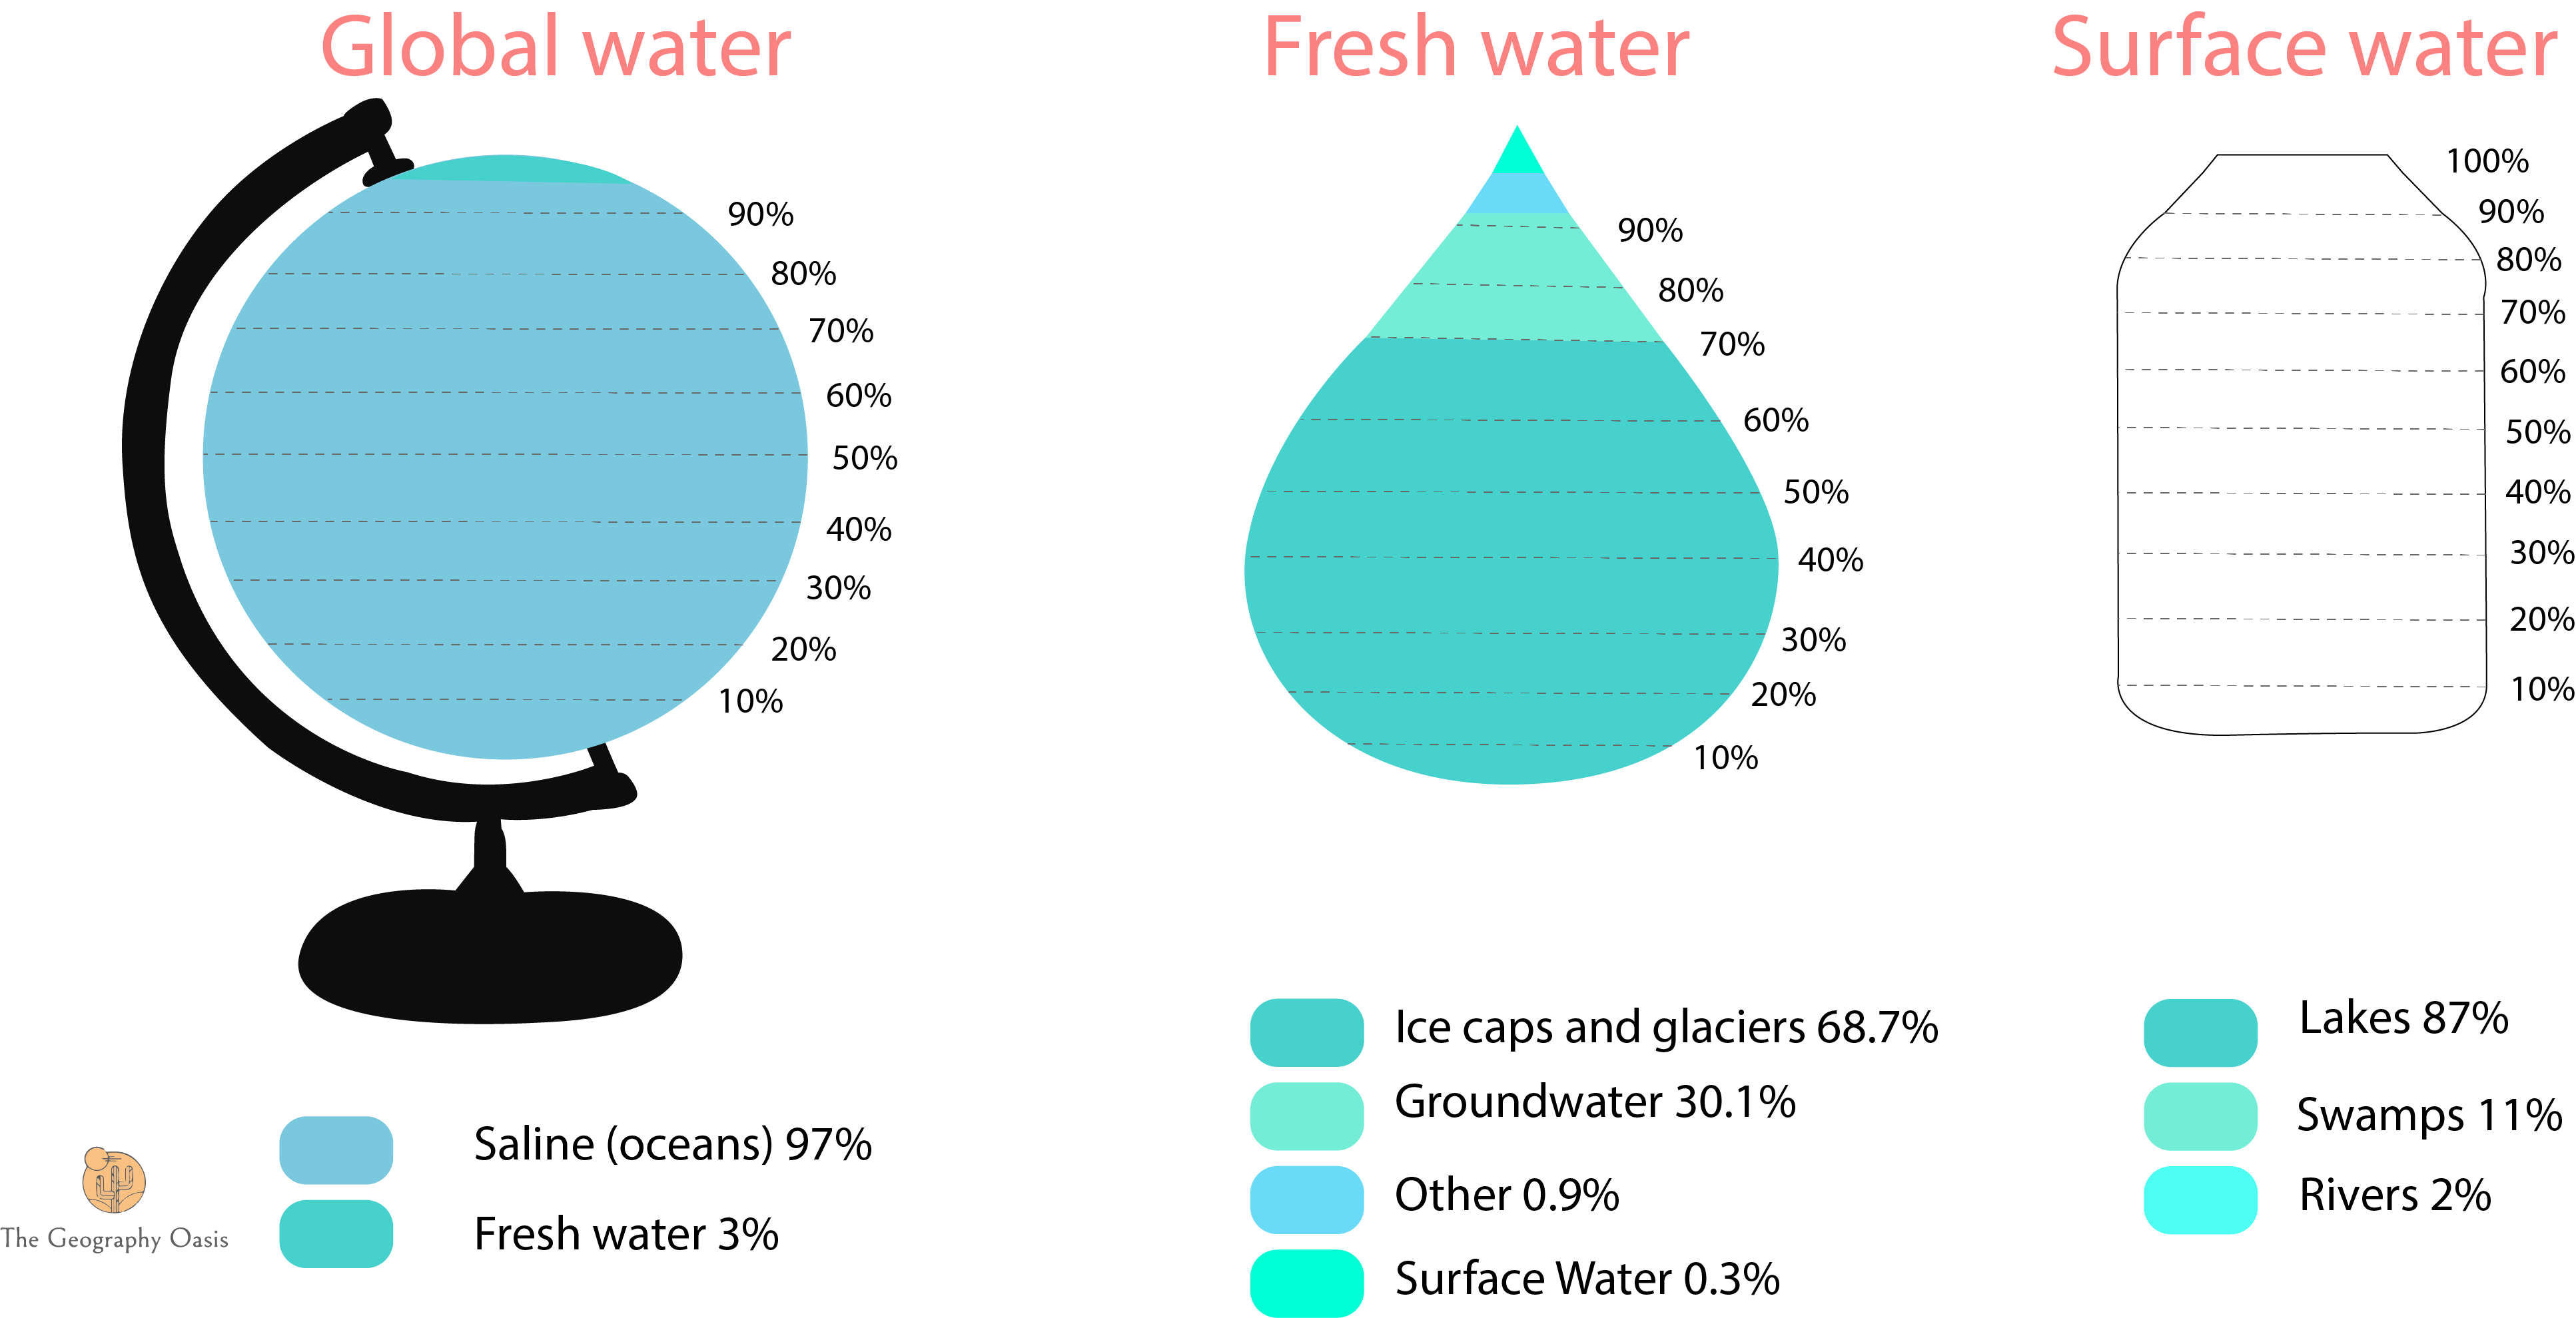 Global water
90%
80%
70%
60%
50%
40%
30%
20%
10%
Saline (oceans) 97%
Fresh water 3%
The Geography Oasis
Fresh water
90%
80%
70%
60%
50%
40%
30%
20%
10%
Ice caps and glaciers 68.7%
Groundwater 30.1%
Other 0.9%
Surface Water 0.3%
Surface water
100%
90%
80%
70%
60%
50%
40%
30%
20%
10%
Lakes 87%
Swamps 11%
Rivers 2%